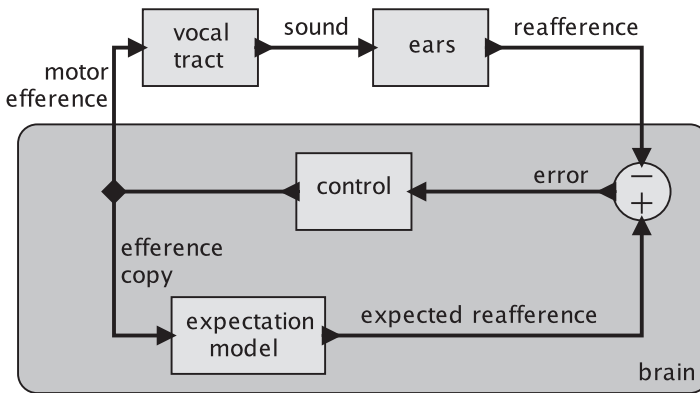 vocal
tract
sound
ears
reafference
motor
efference
control
error
−
+
efference
copy
expectation
model
expected reafference
brain